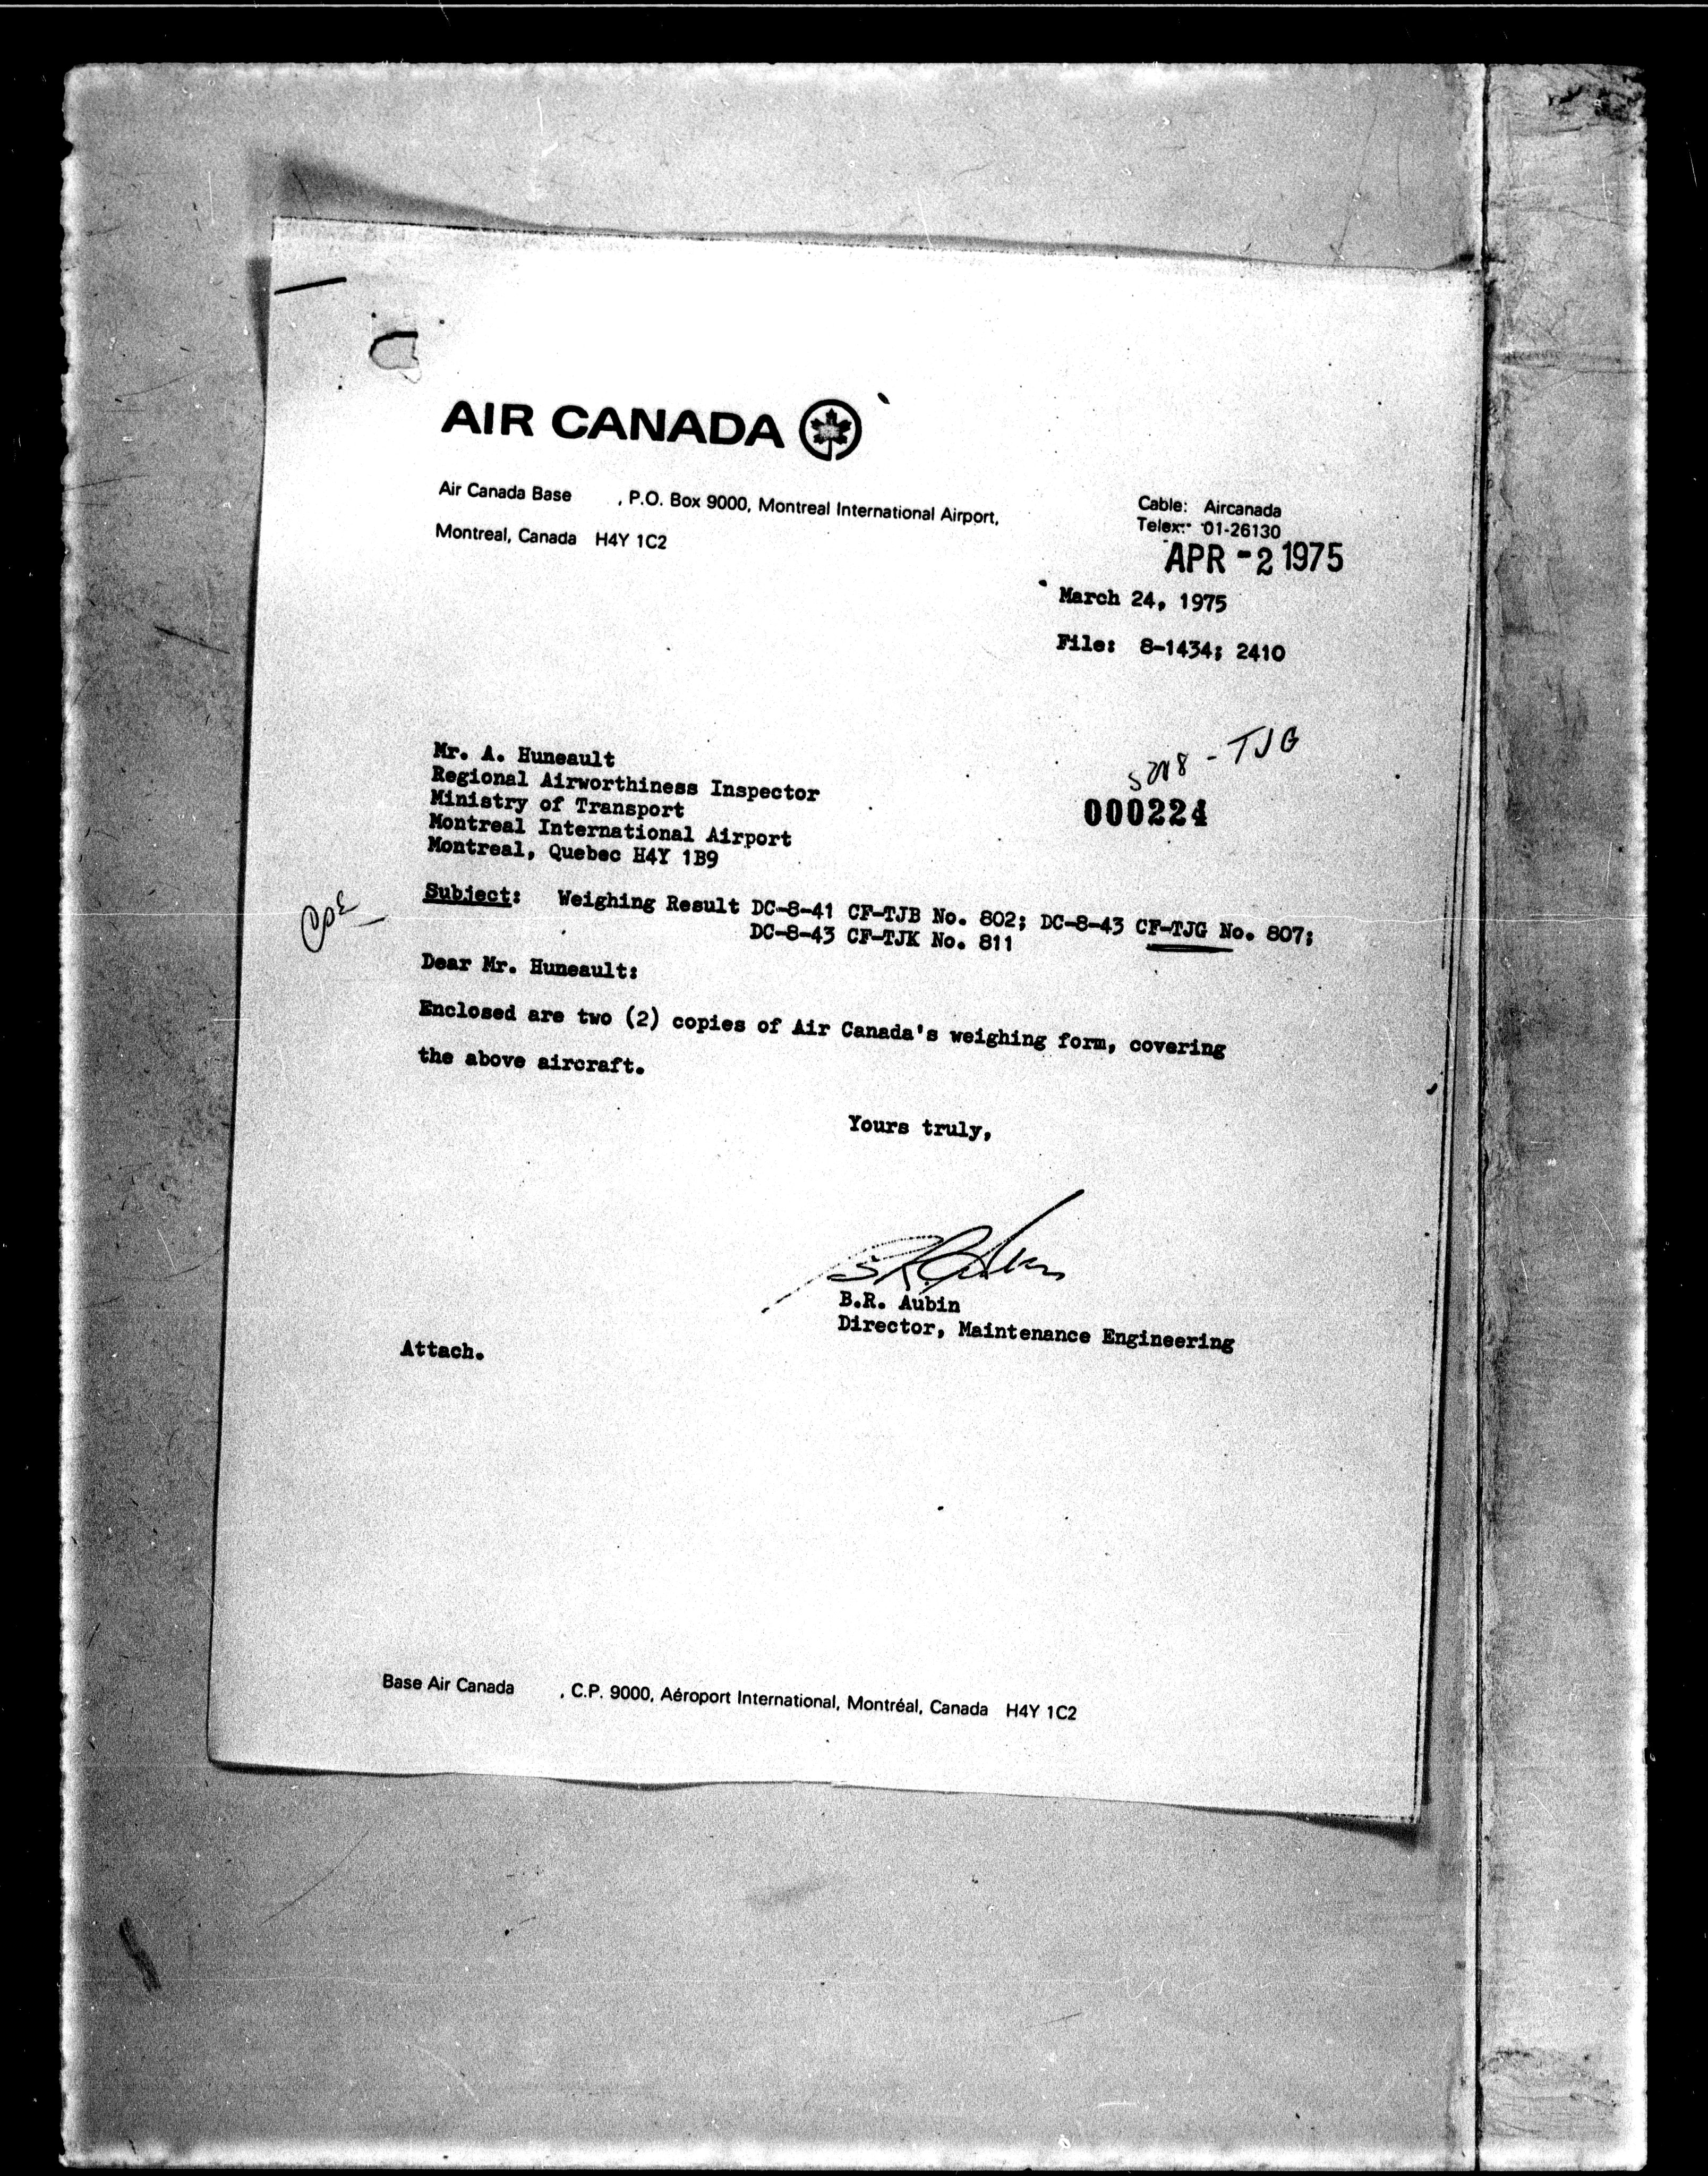 AIR CANADA
Air Canada Base , P.O. Box 9000, Montreal International Airport,
Montreal, Canada H4Y 1C2
Cable: Aircanada
Telex: 01-26130
APR -2 1975
March 24, 1975
File: 8-1434; 2410
- TJG
000224
Mr. A. Huneault
Regional Airworthiness Inspector
Ministry of Transport
Montreal International Airport
Montreal, Quebec H4Y 1B9
Subject: Weighing Result DC-8-41 CF-TJB No. 802; DC-8-43 CF-TJG No. 807;
DC-8-43 CF-TJK No. 811
Dear Mr. Huneault:
Enclosed are two (2) copies of Air Canada's weighing form, covering
the above aircraft.
Yours truly,
B.R. Aubin
Director, Maintenance Engineering
Attach.
Base Air Canada , C.P. 9000, Aéroport International, Montréal, Canada H4Y 1C2